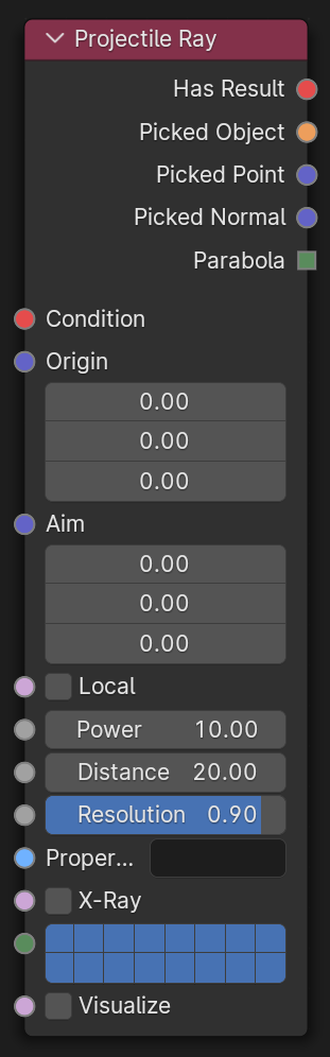 Projectile Ray
Has Result
Picked Object
Picked Point
Picked Normal
Parabola
Condition
Origin
0.00
0.00
0.00
Aim
0.00
0.00
0.00
Local
Power 10.00
Distance 20.00
Resolution 0.90
Proper...
X-Ray
Visualize